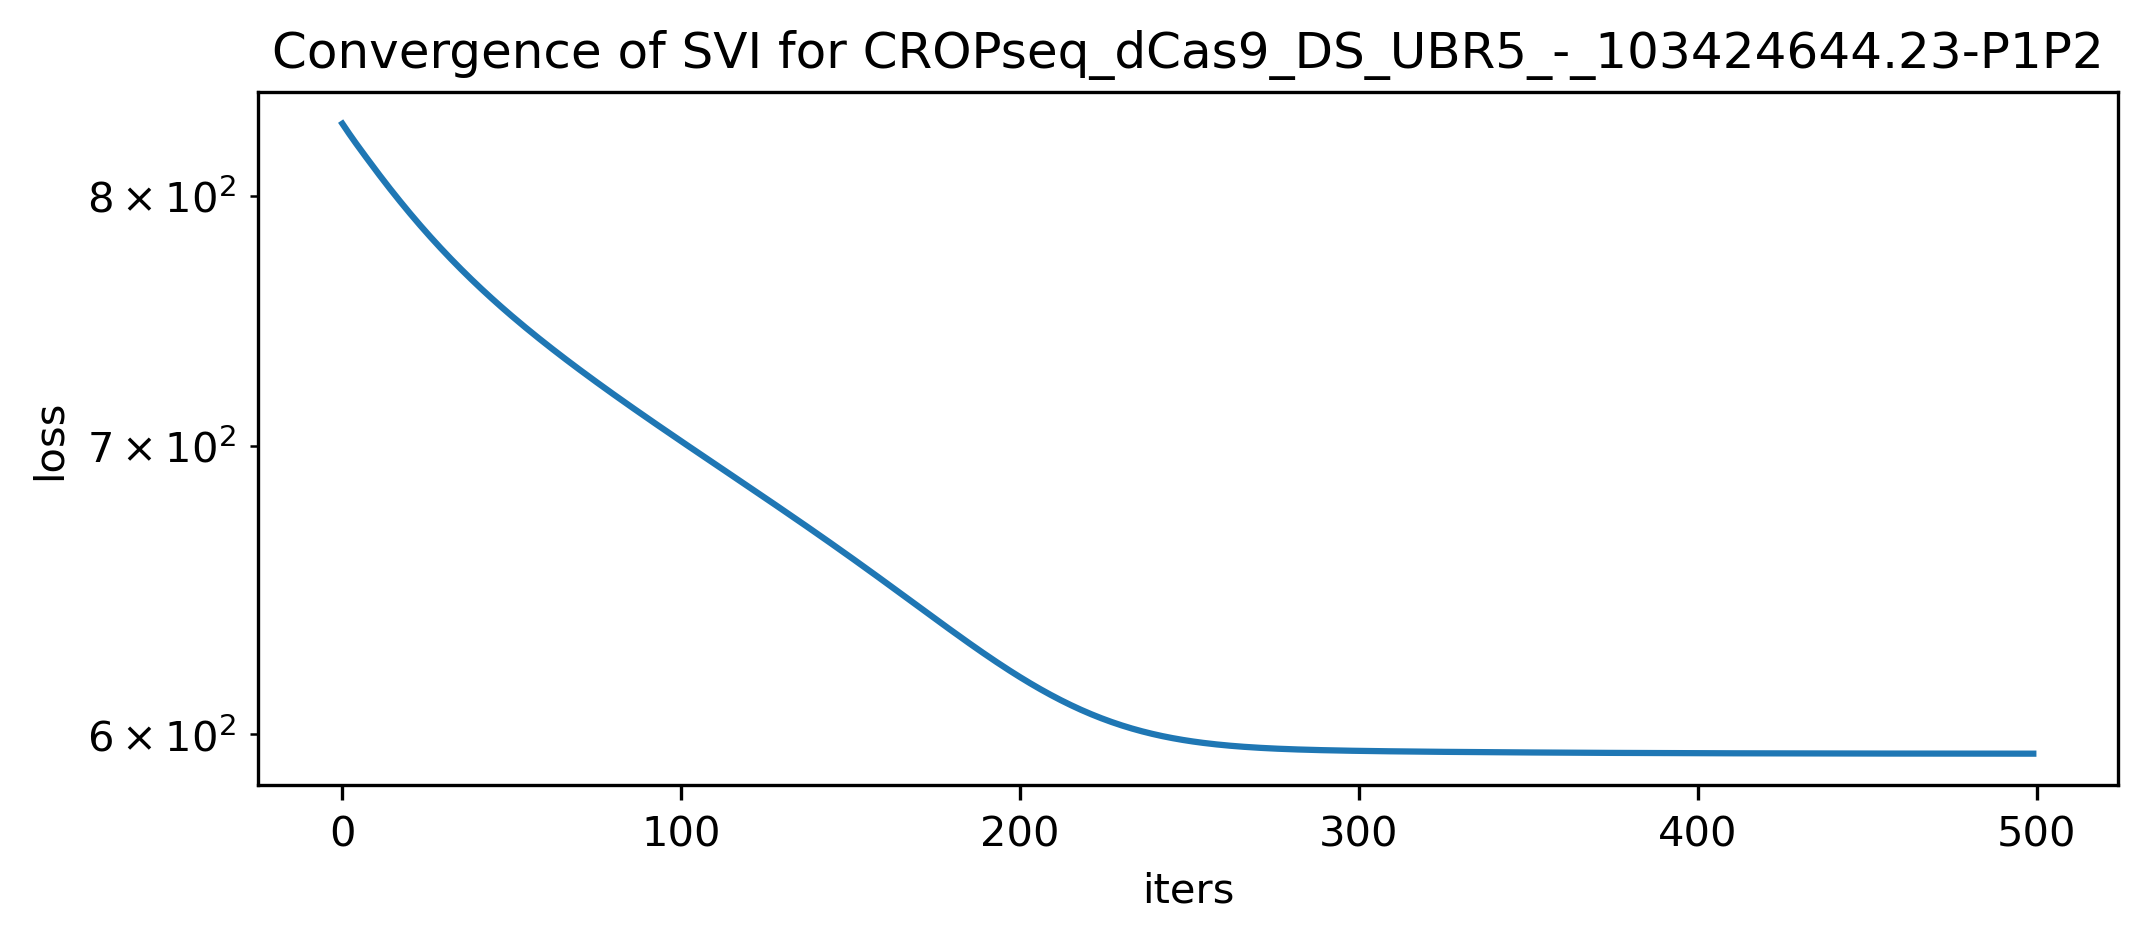 Convergence of SVI for CROPseq_dCas9_DS_UBR5_-_103424644.23-P1P2
8 × 10²
7 × 10²
6 × 10²
loss
0 100 200 300 400 500
iters